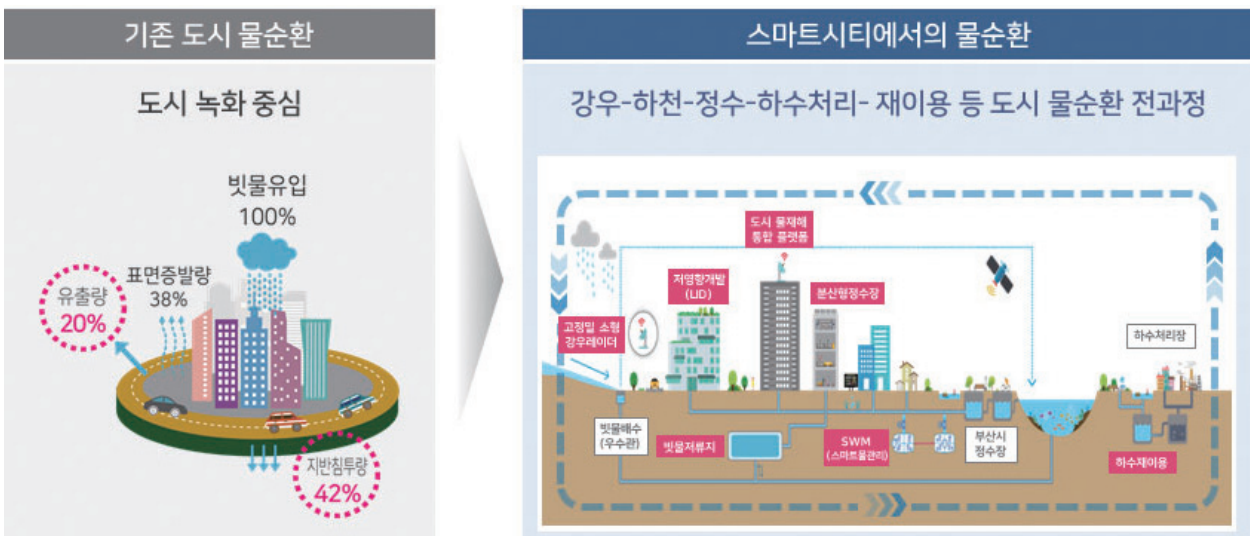 기존 도시 물순환
도시 녹화 중심
빗물유입
100%
표면증발량
38%
유출량
20%
지반침투량
42%
스마트시티에서의 물순환
강우-하천-정수-하수처리- 재이용 등 도시 물순환 전과정
도시 물재해
통합 플랫폼
저영향개발
(LID)
분산형정수장
고정밀 소형
강우레이더
하수처리장
빗물배수
(우수관)
빗물저류지
SWM
(스마트물관리)
부산시
정수장
하수재이용